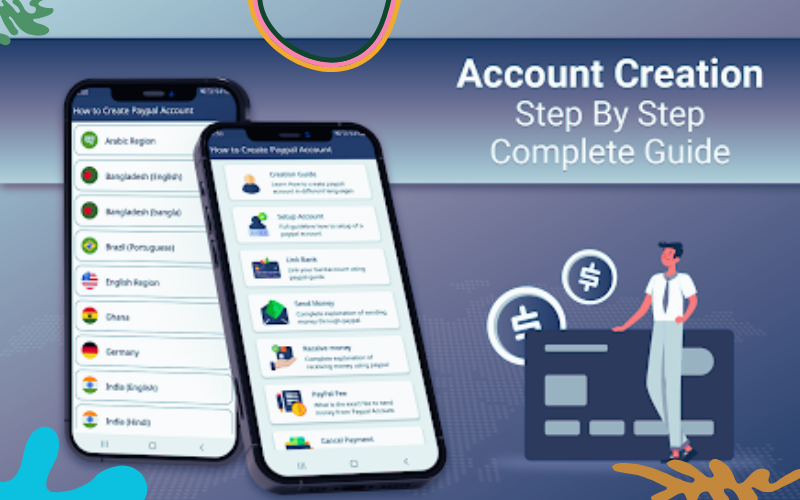 Account Creation
Step By Step
Complete Guide
How to Create Paypal Account
Arabic Region
Bangladesh (English)
Bangladesh (bangla)
Brazil (Portuguese)
English Region
Ghana
Germany
India (English)
India (Hindi)
How to Create Paypal Account
Creation Guide
Learn How to create paypal
account in different languages
Setup Account
Full guideline how to setup of a
paypal account
Link Bank
Link your bank account using
paypal guide
Send Money
Complete explanation of sending
money through paypal
Receive money
Complete explanation of
receiving money using paypal
PayPal Fee
What is the exact fee to send
money from Paypal Account
Cancel Payment